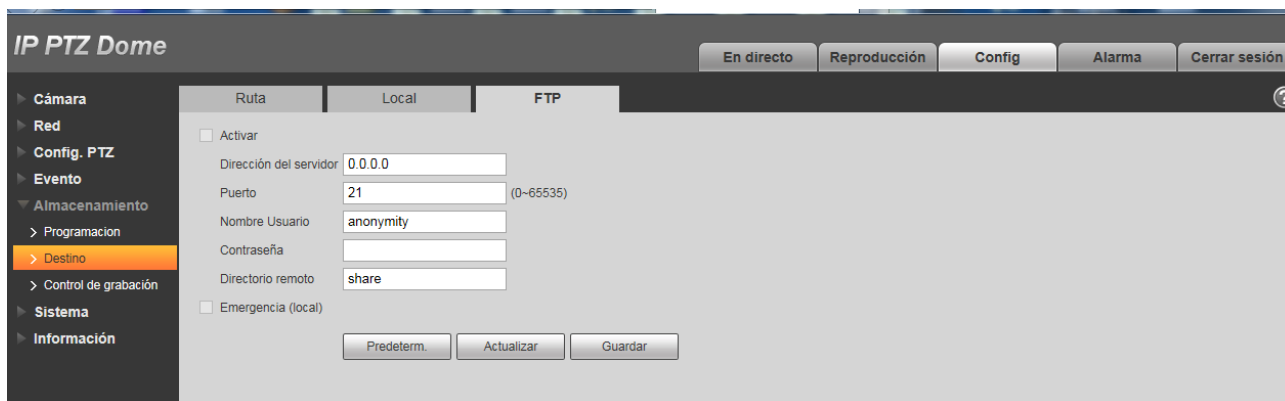 IP PTZ Dome
En directo
Reproducción
Config
Alarma
Cerrar sesión
Cámara
Red
Config. PTZ
Evento
Almacenamiento
Programacion
Destino
Control de grabación
Sistema
Información
Ruta
Local
FTP
?
Activar
Dirección del servidor 0.0.0.0
Puerto 21 (0~65535)
Nombre Usuario anonymity
Contraseña
Directorio remoto share
Emergencia (local)
Predeterm.
Actualizar
Guardar